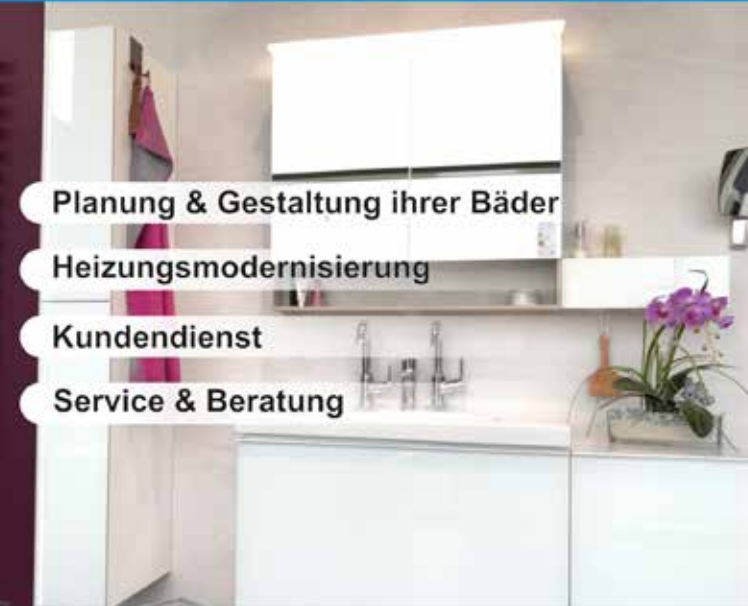 Planung & Gestaltung ihrer Bäder
Heizungsmodernisierung
Kundendienst
Service & Beratung